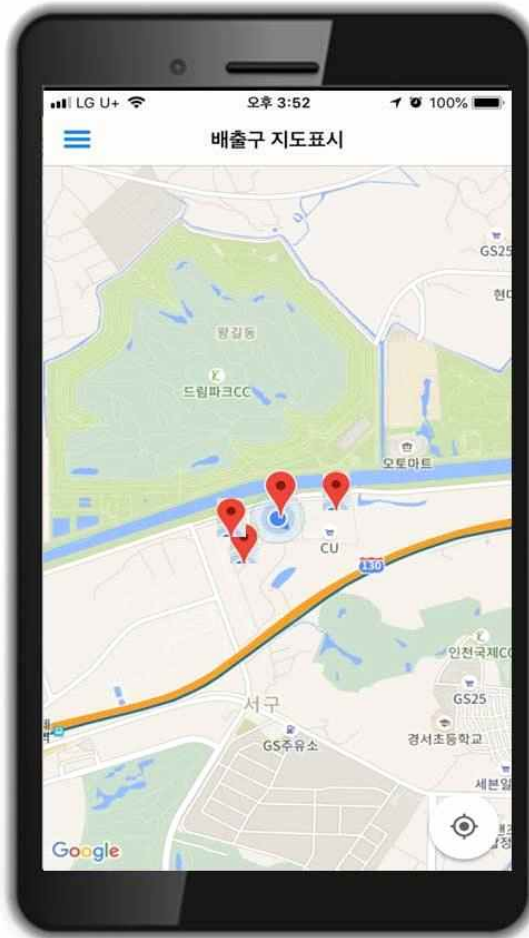 LG U+ 오후 3:52 100%
배출구 지도표시
GS25
현대
왕길동
드림파크CC
오토마트
CU
130
인천국제CC
서구
GS25
GS주유소
경서초등학교
세븐일
Google